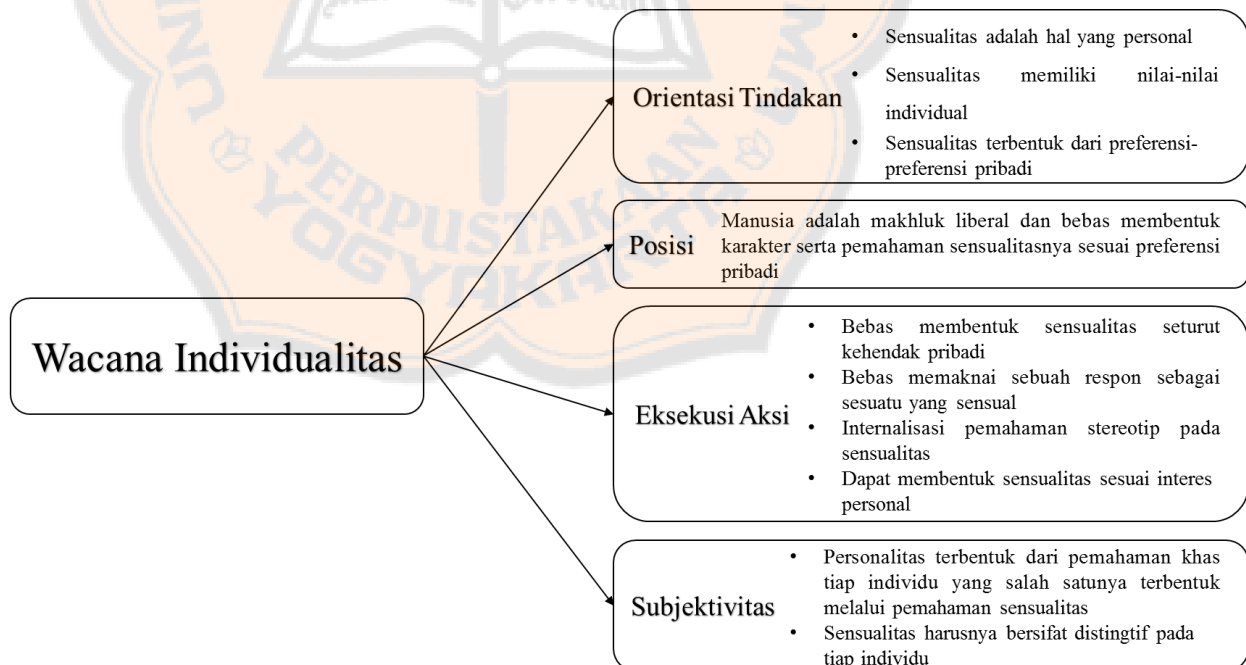 Orientasi Tindakan
• Sensualitas adalah hal yang personal
• Sensualitas memiliki nilai-nilai
individual
• Sensualitas terbentuk dari preferensi-
preferensi pribadi
Posisi
Manusia adalah makhluk liberal dan bebas membentuk
karakter serta pemahaman sensualitasnya sesuai preferensi
pribadi
Wacana Individualitas
Eksekusi Aksi
• Bebas membentuk sensualitas seturut
kehendak pribadi
• Bebas memaknai sebuah respon sebagai
sesuatu yang sensual
• Internalisasi pemahaman stereotip pada
sensualitas
• Dapat membentuk sensualitas sesuai interes
personal
Subjektivitas
• Personalitas terbentuk dari pemahaman khas
tiap individu yang salah satunya terbentuk
melalui pemahaman sensualitas
• Sensualitas harusnya bersifat distingtif pada
tiap individu
PERPUSTAKAAN
YOGYAKARTA